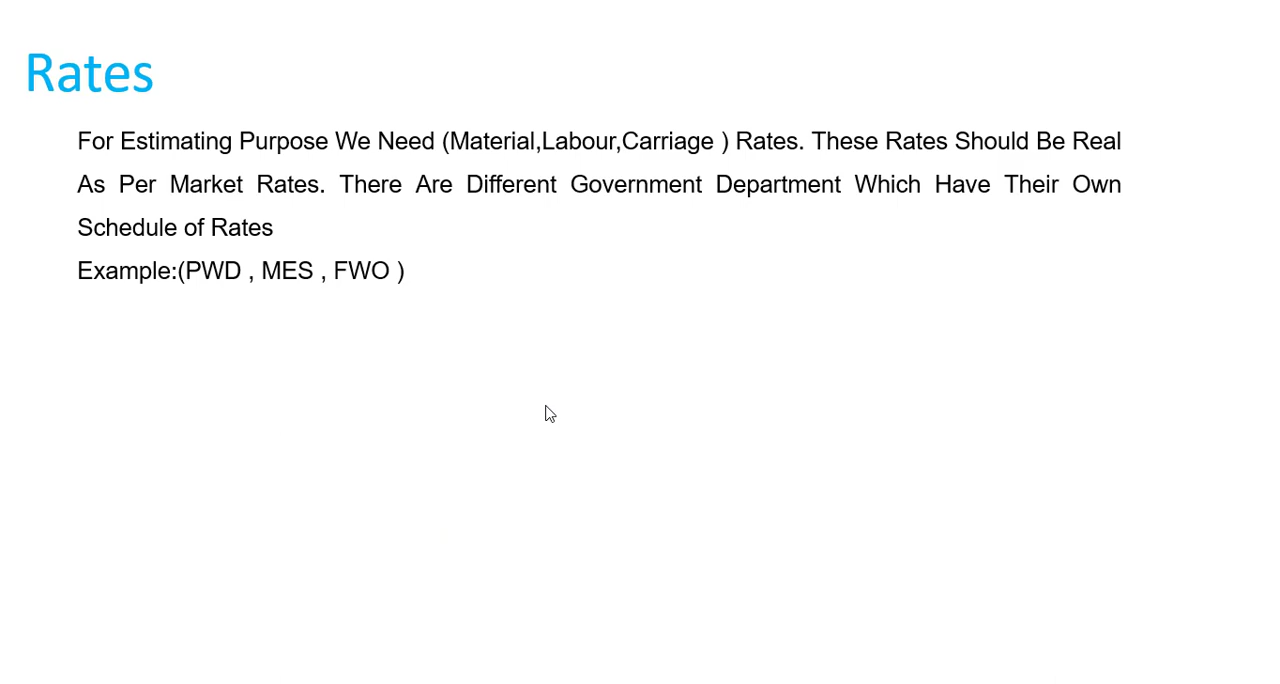 Rates
For Estimating Purpose We Need (Material,Labour,Carriage ) Rates. These Rates Should Be Real
As Per Market Rates. There Are Different Government Department Which Have Their Own
Schedule of Rates
Example:(PWD , MES , FWO )